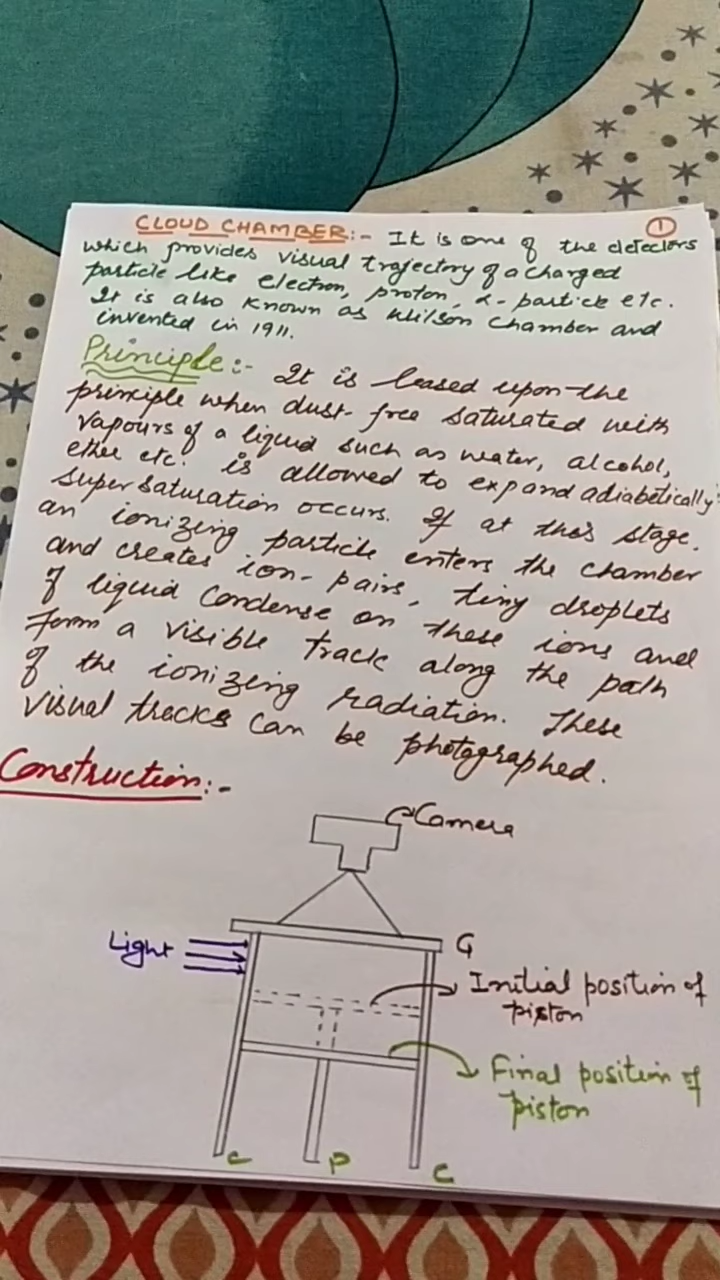 CLOUD CHAMBER:- It is one of the detectors
①
which provides visual trajectory of a charged
particle like electron, proton, α-particle etc.
It is also known as Wilson Chamber and
invented in 1911.
Principle:- It is based upon the
principle when dust-free saturated with
vapours of a liquid such as water, alcohol,
ether etc. is allowed to expand adiabetically
supersaturation occurs. If at this stage.
an ionizing particle enters the chamber
and creates ion-pairs, tiny droplets
of liquid condense on these ions and
form a visible track along the path
of the ionizing radiation. These
visual tracks can be photographed.
Construction:-
Camera
Light
G
Initial position of
piston
Final position of
piston
C P C